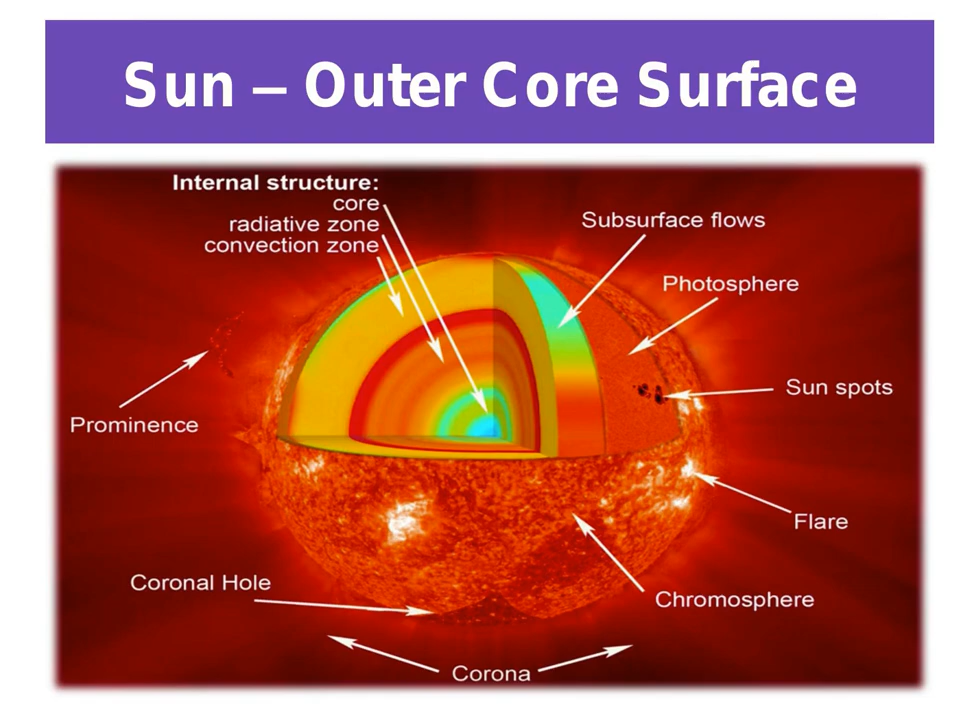 Sun – Outer Core Surface
Internal structure:
core
radiative zone
convection zone
Subsurface flows
Photosphere
Sun spots
Prominence
Flare
Coronal Hole
Chromosphere
Corona